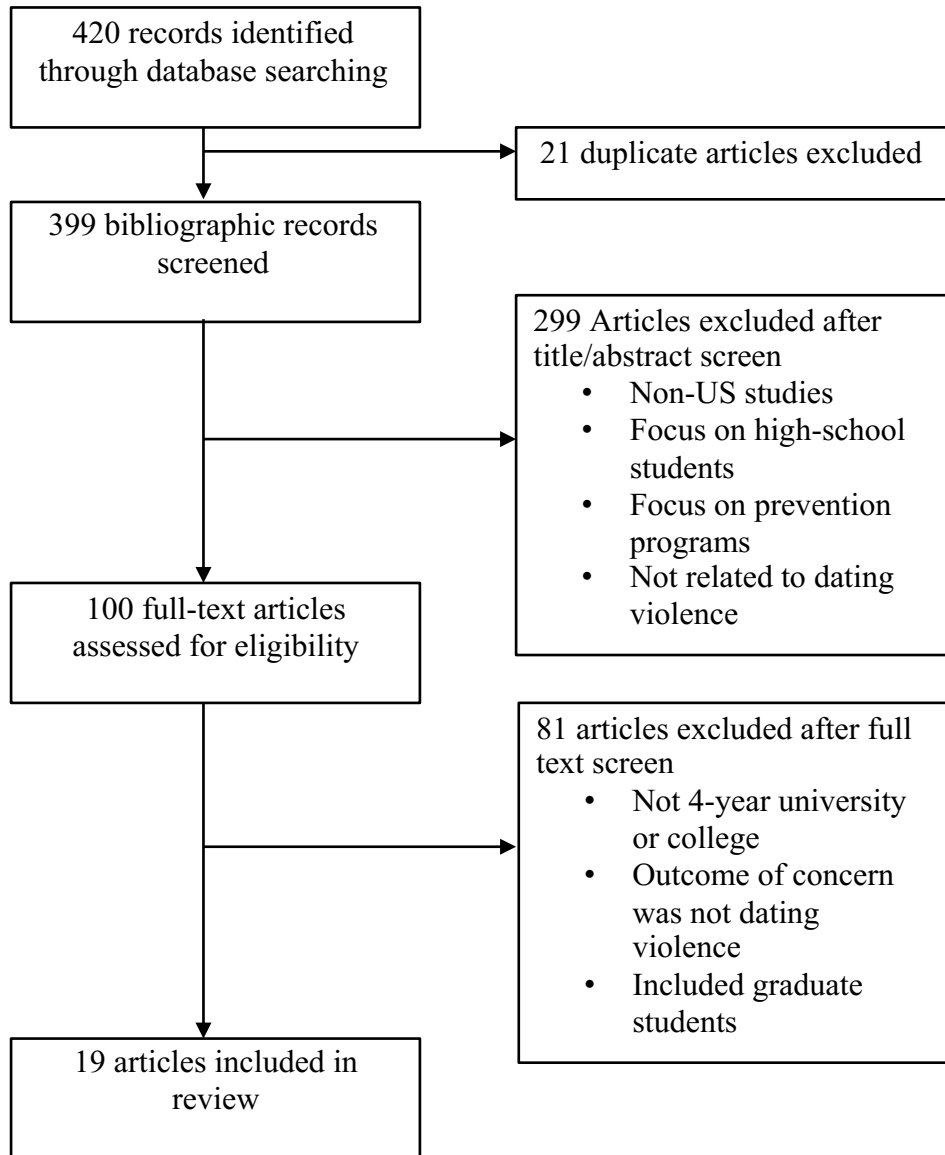 420 records identified
through database searching
21 duplicate articles excluded
399 bibliographic records
screened
299 Articles excluded after
title/abstract screen
• Non-US studies
• Focus on high-school
students
• Focus on prevention
programs
• Not related to dating
violence
100 full-text articles
assessed for eligibility
81 articles excluded after full
text screen
• Not 4-year university
or college
• Outcome of concern
was not dating
violence
• Included graduate
students
19 articles included in
review